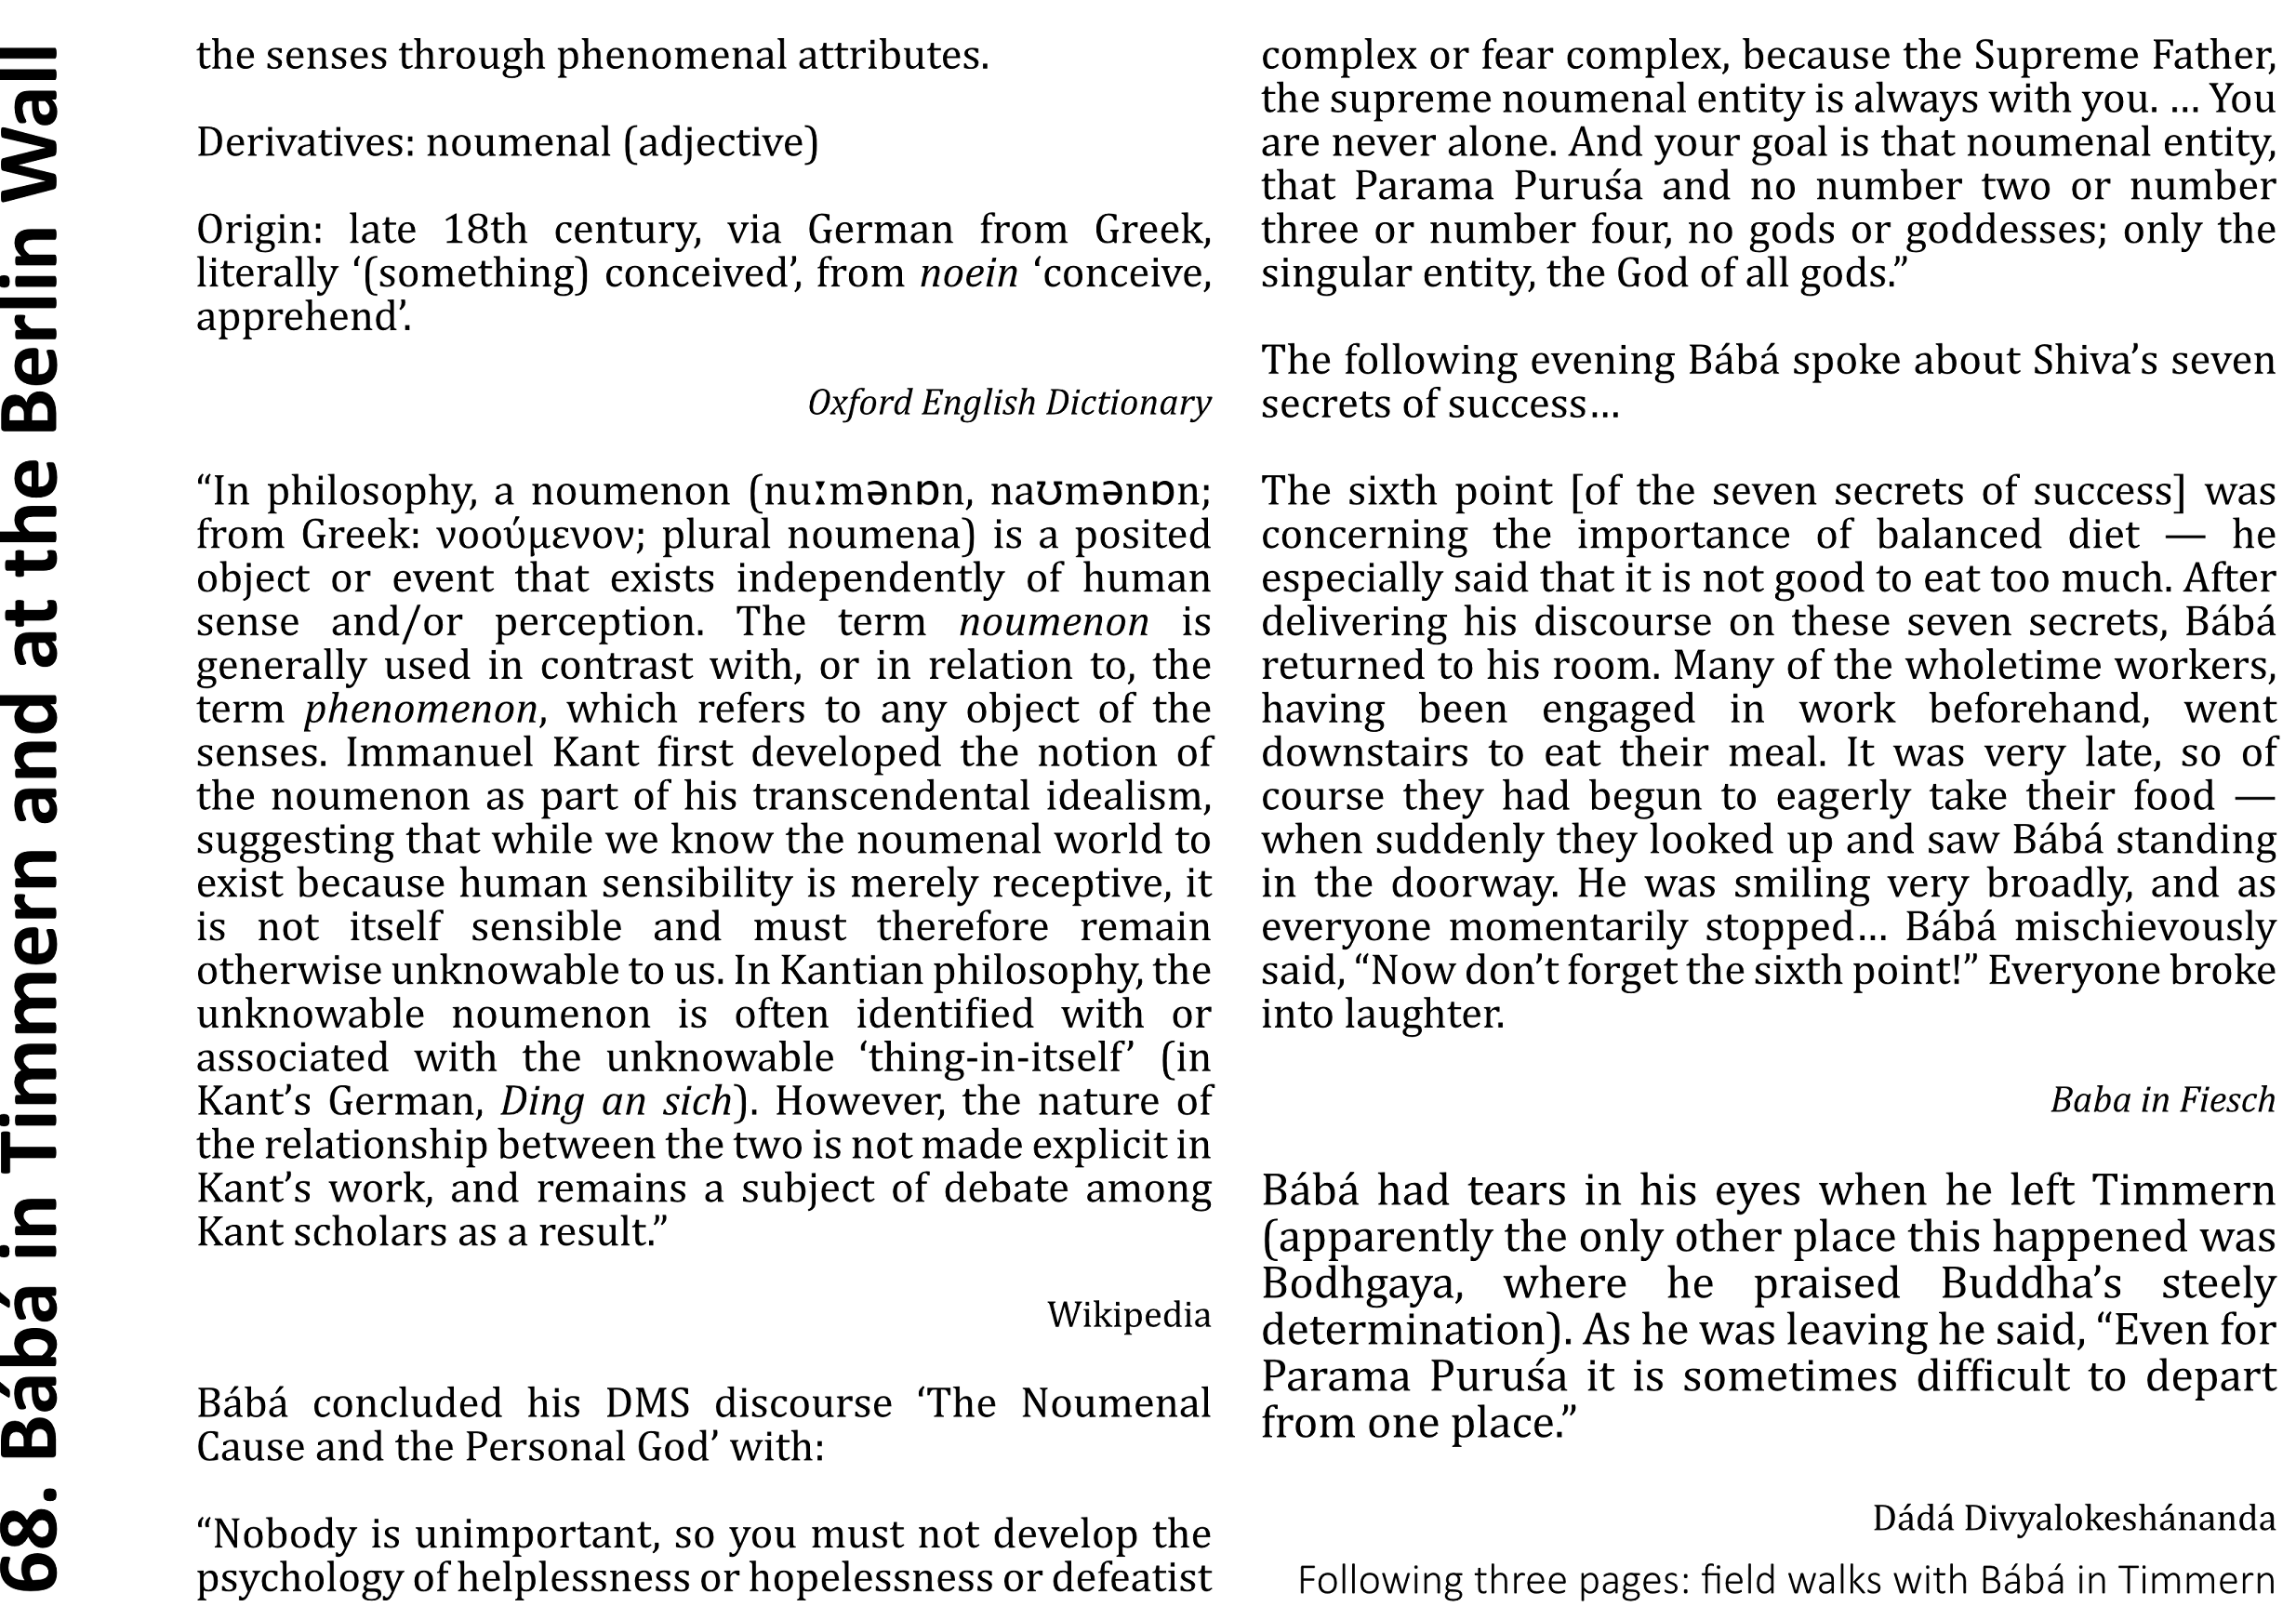 68. Bábá in Timmern and at the Berlin Wall
the senses through phenomenal attributes.
Derivatives: noumenal (adjective)
Origin: late 18th century, via German from Greek,
literally ‘(something) conceived’, from noein ‘conceive,
apprehend’.
Oxford English Dictionary
“In philosophy, a noumenon (nuːmənɒn, naʊmənɒn;
from Greek: νοούμενον; plural noumena) is a posited
object or event that exists independently of human
sense and/or perception. The term noumenon is
generally used in contrast with, or in relation to, the
term phenomenon, which refers to any object of the
senses. Immanuel Kant first developed the notion of
the noumenon as part of his transcendental idealism,
suggesting that while we know the noumenal world to
exist because human sensibility is merely receptive, it
is not itself sensible and must therefore remain
otherwise unknowable to us. In Kantian philosophy, the
unknowable noumenon is often identified with or
associated with the unknowable ‘thing-in-itself’ (in
Kant’s German, Ding an sich). However, the nature of
the relationship between the two is not made explicit in
Kant’s work, and remains a subject of debate among
Kant scholars as a result.”
Wikipedia
Bábá concluded his DMS discourse ‘The Noumenal
Cause and the Personal God’ with:
“Nobody is unimportant, so you must not develop the
psychology of helplessness or hopelessness or defeatist
complex or fear complex, because the Supreme Father,
the supreme noumenal entity is always with you. … You
are never alone. And your goal is that noumenal entity,
that Parama Puruśa and no number two or number
three or number four, no gods or goddesses; only the
singular entity, the God of all gods.”
The following evening Bábá spoke about Shiva’s seven
secrets of success…
The sixth point [of the seven secrets of success] was
concerning the importance of balanced diet — he
especially said that it is not good to eat too much. After
delivering his discourse on these seven secrets, Bábá
returned to his room. Many of the wholetime workers,
having been engaged in work beforehand, went
downstairs to eat their meal. It was very late, so of
course they had begun to eagerly take their food —
when suddenly they looked up and saw Bábá standing
in the doorway. He was smiling very broadly, and as
everyone momentarily stopped… Bábá mischievously
said, “Now don’t forget the sixth point!” Everyone broke
into laughter.
Baba in Fiesch
Bábá had tears in his eyes when he left Timmern
(apparently the only other place this happened was
Bodhgaya, where he praised Buddha’s steely
determination). As he was leaving he said, “Even for
Parama Puruśa it is sometimes difficult to depart
from one place.”
Dádá Divyalokeshánanda
Following three pages: field walks with Bábá in Timmern